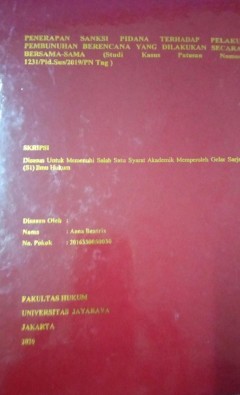 PENERAPAN SANKSI PIDANA TERHADAP PELAKU
PEMBUNUHAN BERENCANA YANG DILAKUKAN SECARA
BERSAMA-SAMA (Studi Kasus Putusan Nomor
1231/Pid.Sus/2019/PN Tng )
SKRIPSI
Disusun Untuk Memenuhi Salah Satu Syarat Akademik Memperoleh Gelar Sarj
(S1) Ilmu Hukum
Disusun Oleh :
Nama :
No. Pokok :
FAKULTAS HUKUM
UNIVERSITAS JAYABAYA
JAKARTA